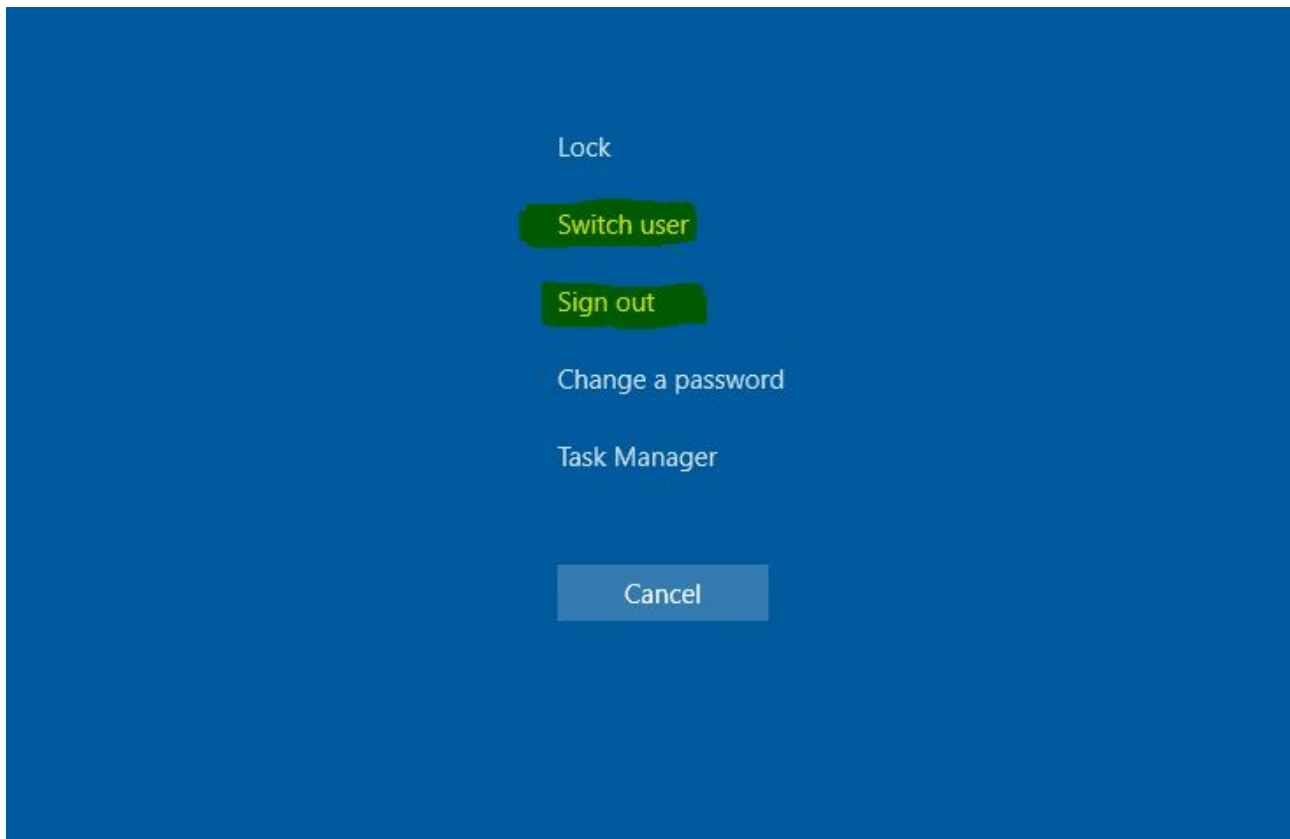 Lock
Switch user
Sign out
Change a password
Task Manager
Cancel